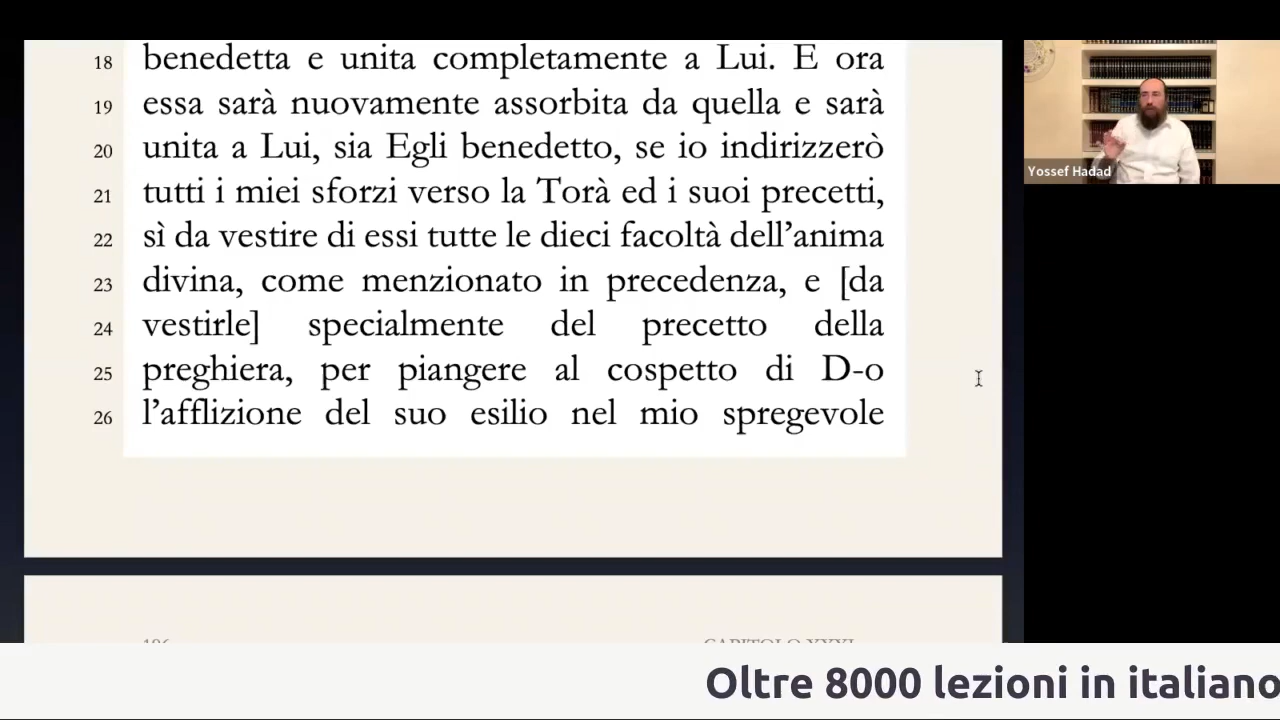 18 benedetta e unita completamente a Lui. E ora
19 essa sarà nuovamente assorbita da quella e sarà
20 unita a Lui, sia Egli benedetto, se io indirizzerò
21 tutti i miei sforzi verso la Torà ed i suoi precetti,
22 sì da vestire di essi tutte le dieci facoltà dell’anima
23 divina, come menzionato in precedenza, e [da
24 vestirle] specialmente del precetto della
25 preghiera, per piangere al cospetto di D-o
26 l’afflizione del suo esilio nel mio spregevole
Yossef Hadad
CAPITOLO XXXI
Oltre 8000 lezioni in italiano